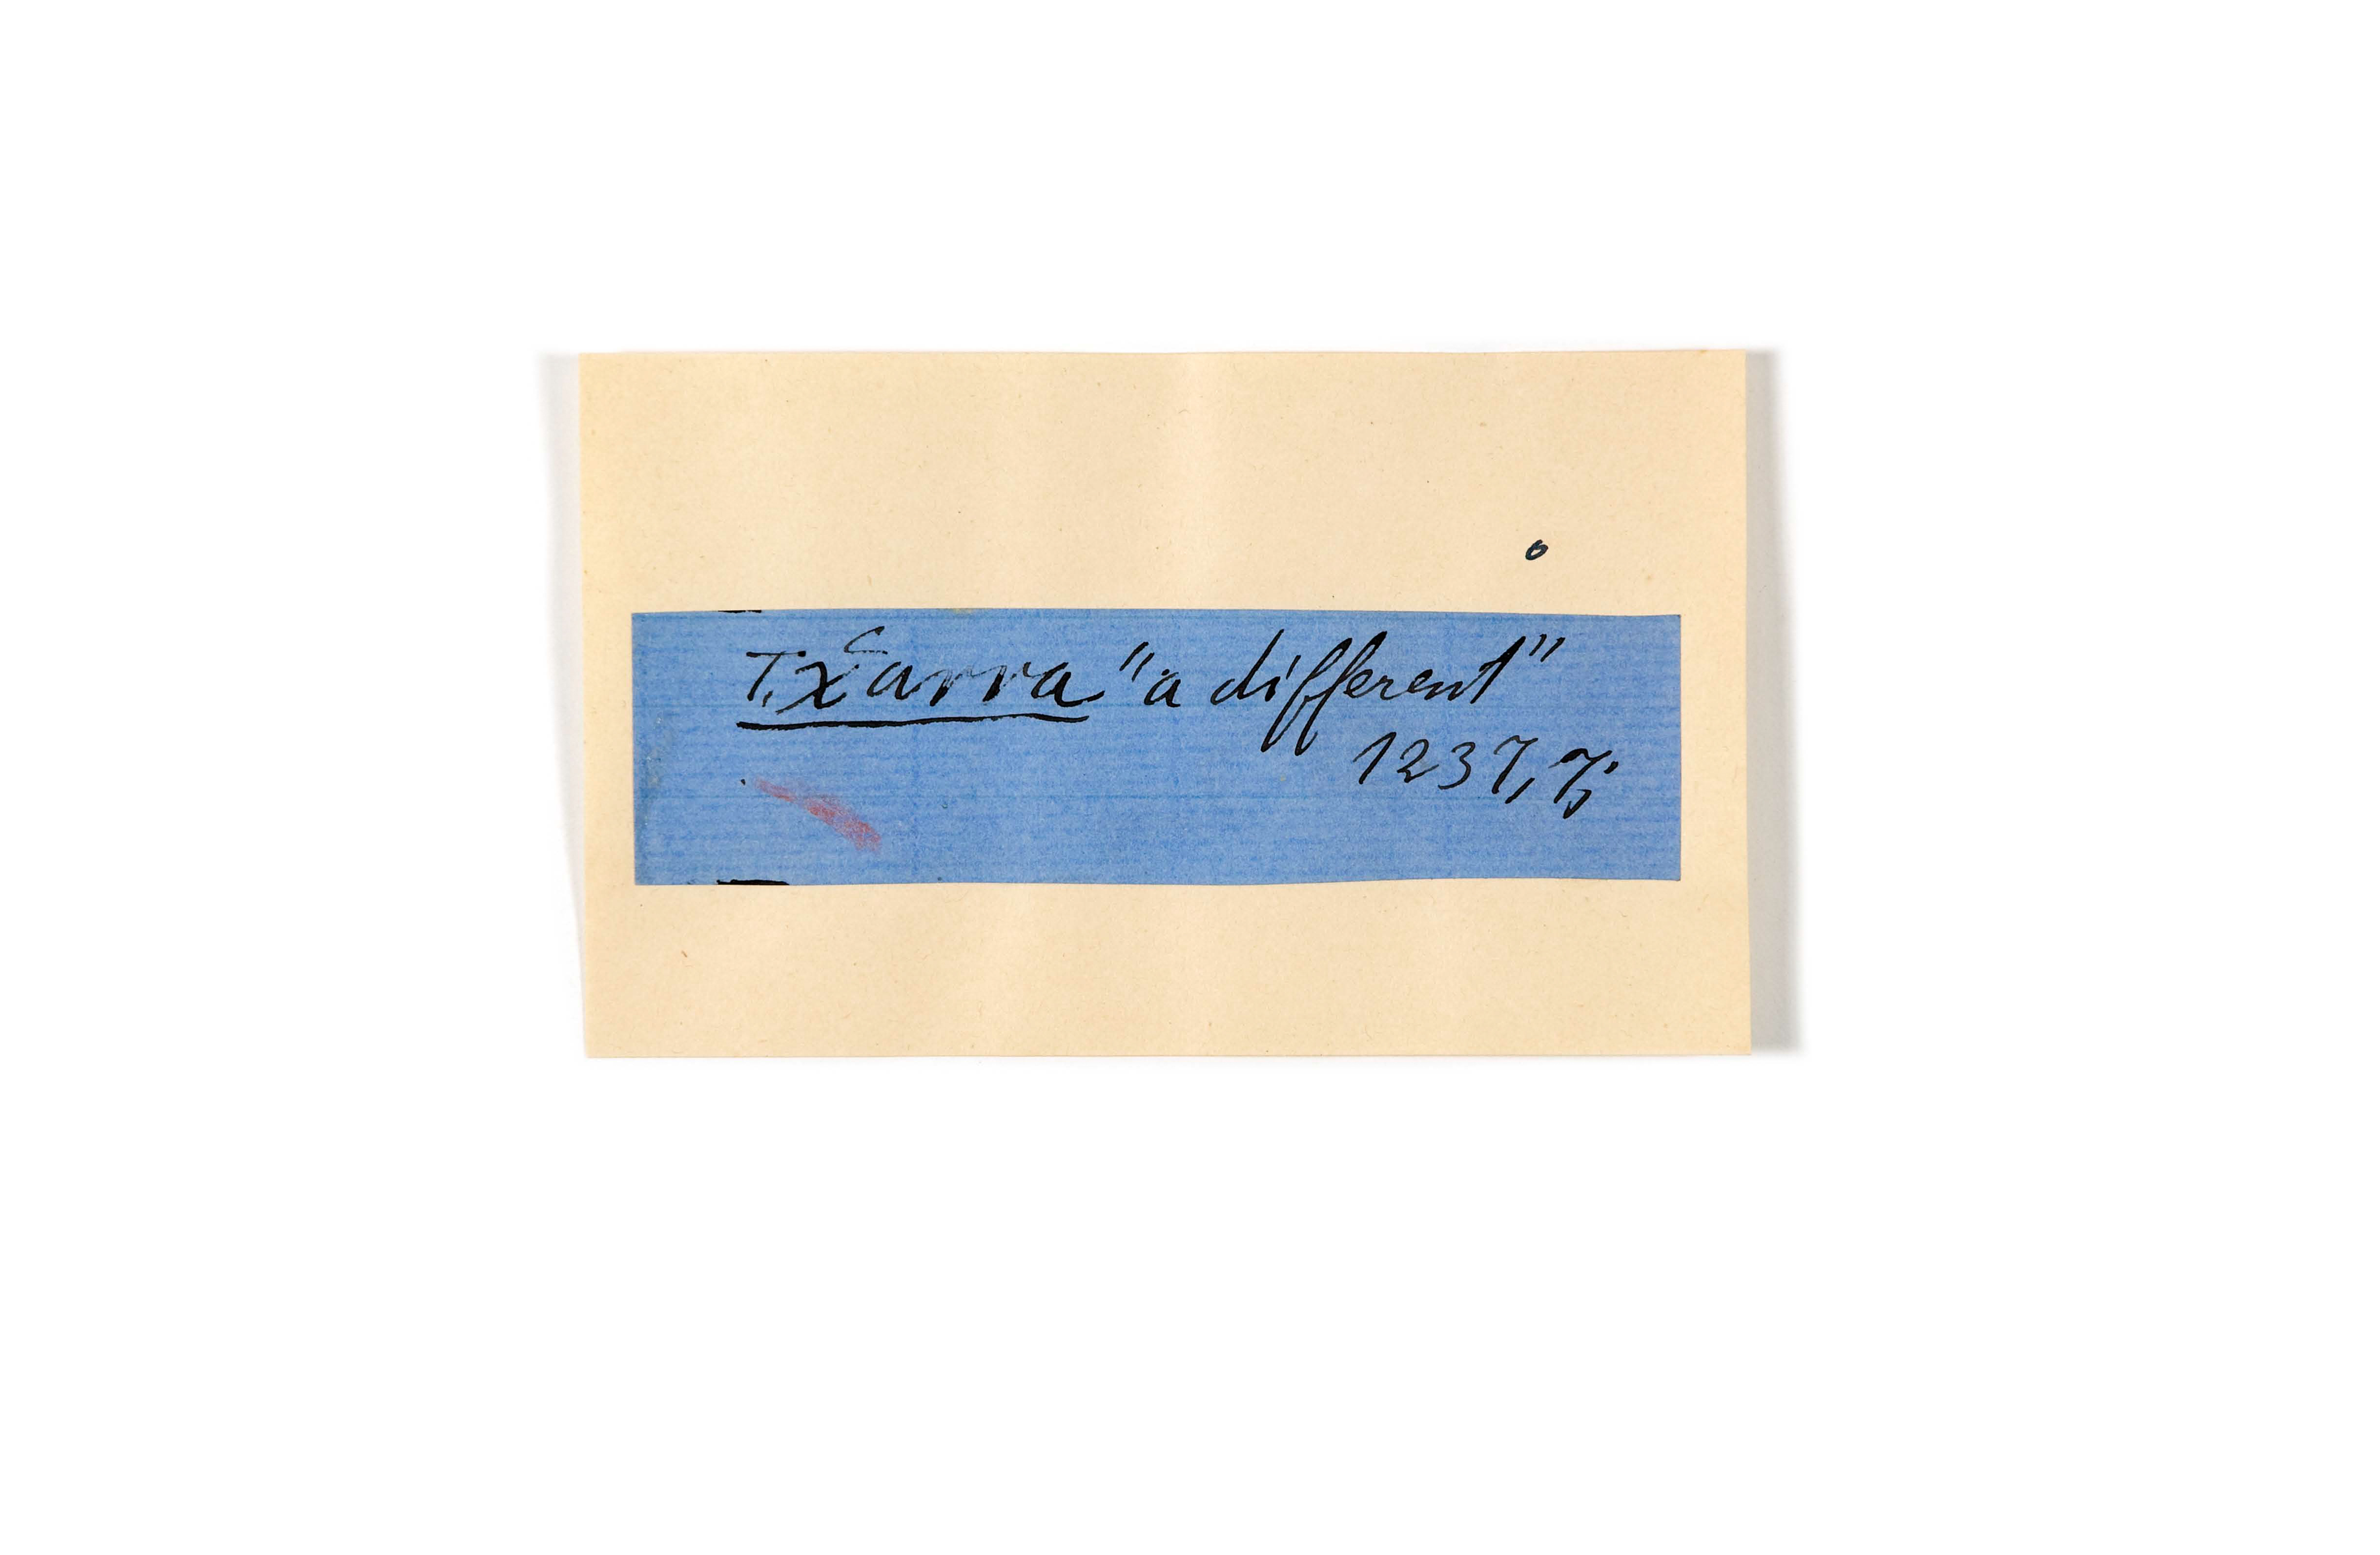 o
T. x̌arra "a different"
1237, 7;